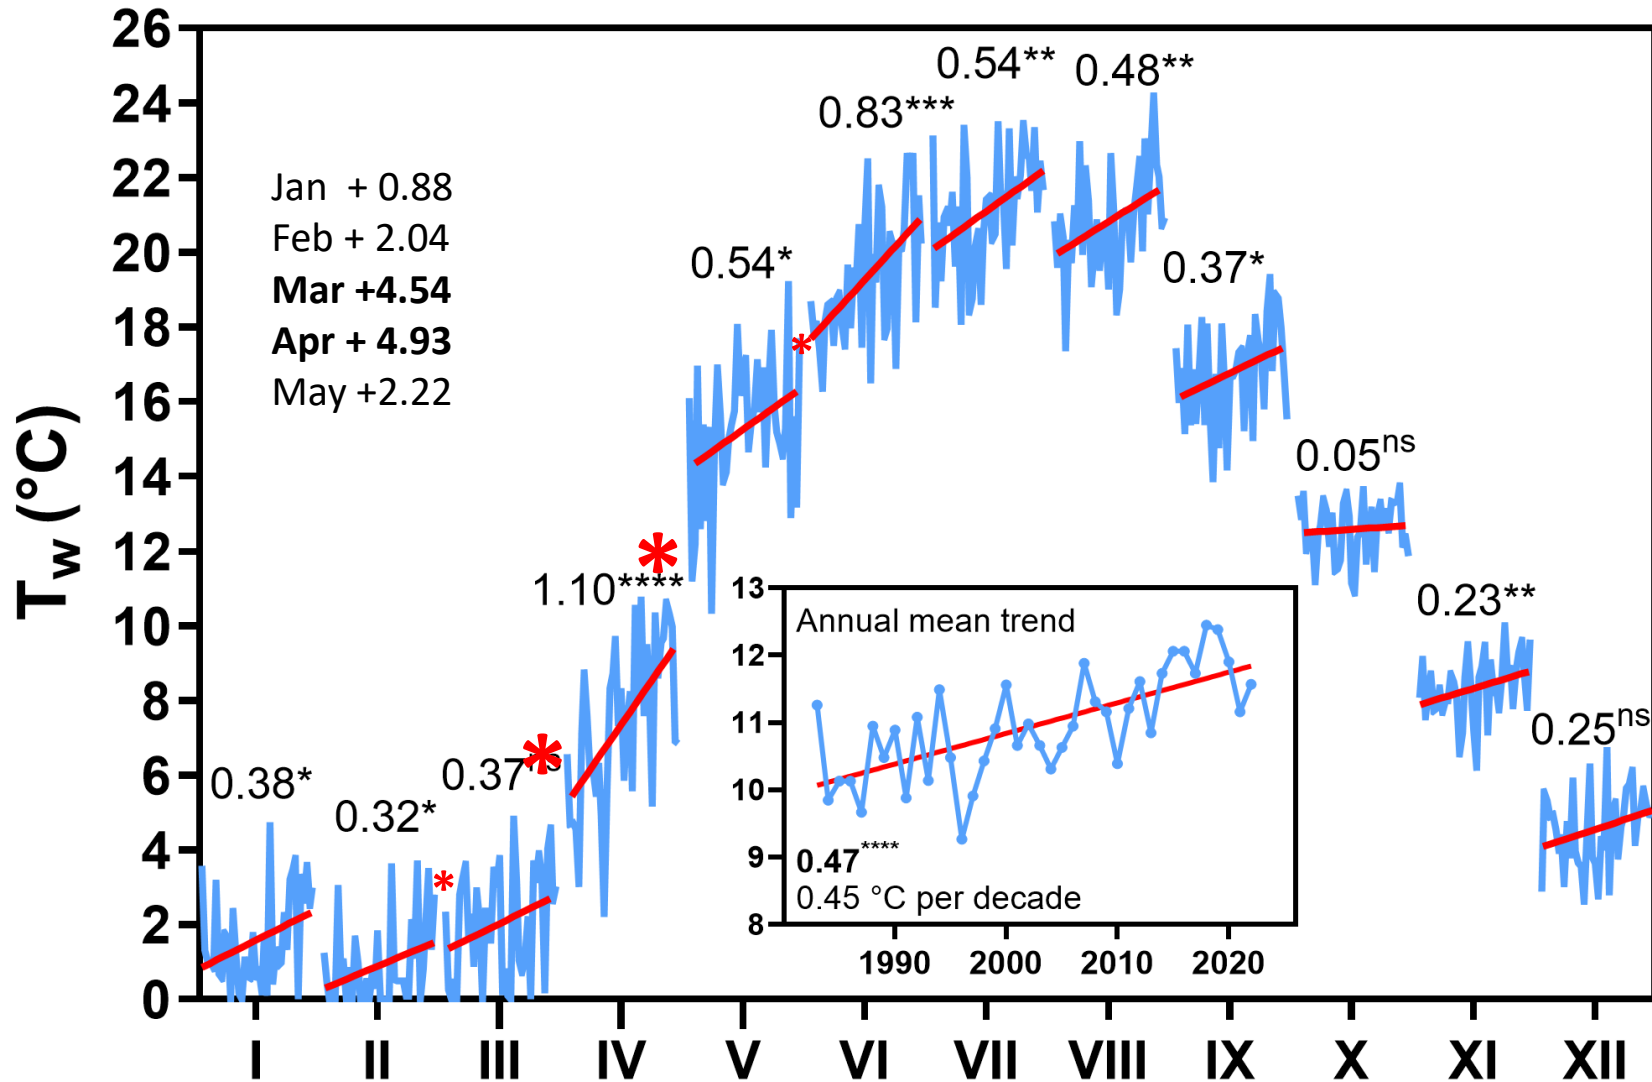 26
24
22
20
18
16
14
12
10
8
6
4
2
0
Tw (°C)
Jan + 0.88
Feb + 2.04
Mar +4.54
Apr + 4.93
May +2.22
0.38*
0.32*
*
0.37ns
*
1.10****
*
0.54*
*
0.83***
0.54**
0.48**
0.37*
0.05ns
0.23**
0.25ns
13
12
11
10
9
8
Annual mean trend
0.47****
0.45 °C per decade
1990 2000 2010 2020
I II III IV V VI VII VIII IX X XI XII